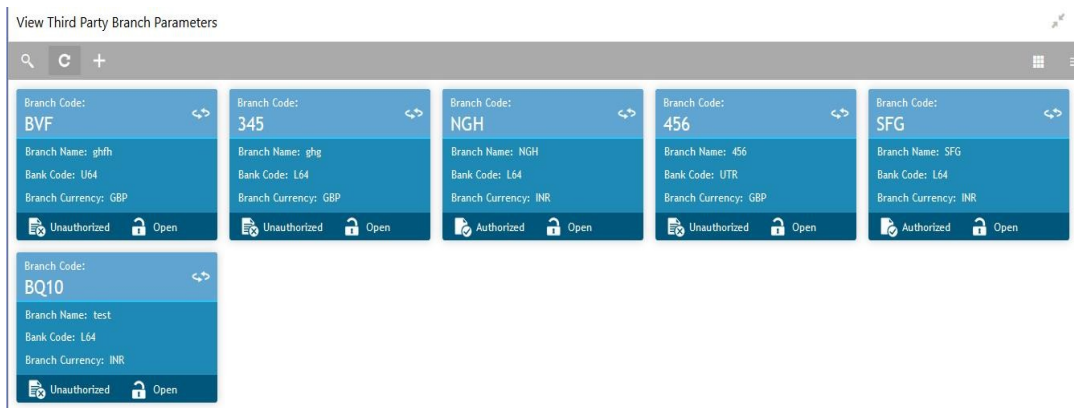 View Third Party Branch Parameters
Branch Code:
BVF
Branch Name: ghfh
Bank Code: U64
Branch Currency: GBP
Unauthorized Open
Branch Code:
345
Branch Name: ghg
Bank Code: L64
Branch Currency: GBP
Unauthorized Open
Branch Code:
NGH
Branch Name: NGH
Bank Code: L64
Branch Currency: INR
Authorized Open
Branch Code:
456
Branch Name: 456
Bank Code: UTR
Branch Currency: GBP
Unauthorized Open
Branch Code:
SFG
Branch Name: SFG
Bank Code: L64
Branch Currency: INR
Authorized Open
Branch Code:
BQ10
Branch Name: test
Bank Code: L64
Branch Currency: INR
Unauthorized Open